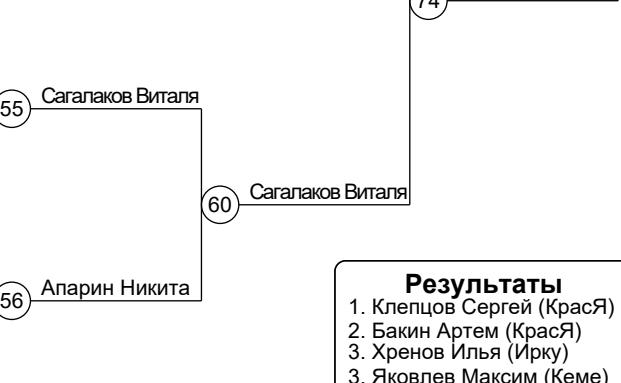 74
Сагалаков Виталя
55
60
Сагалаков Виталя
56
Апарин Никита
Результаты
1. Клепцов Сергей (КрасЯ)
2. Бакин Артем (КрасЯ)
3. Хренов Илья (Ирку)
3. Яковлев Максим (Кеме)